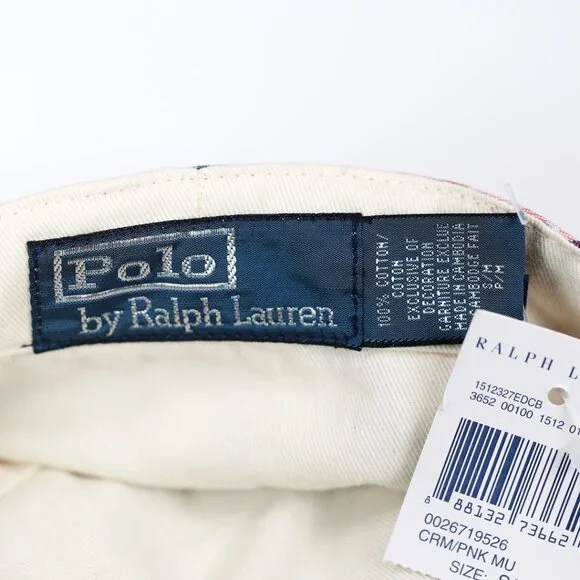 Polo
by Ralph Lauren
100% COTTON/
COTON
EXCLUSIVE OF
DECORATION
GARNITURE EXCLUE
MADE IN CAMBODIA
CAMBODGE FAIT
S/M
P/M
RALPH L
1512327EDCB
3652 00100 1512 01
8 88132 73662
0026719526
CRM/PNK MU
SIZE: